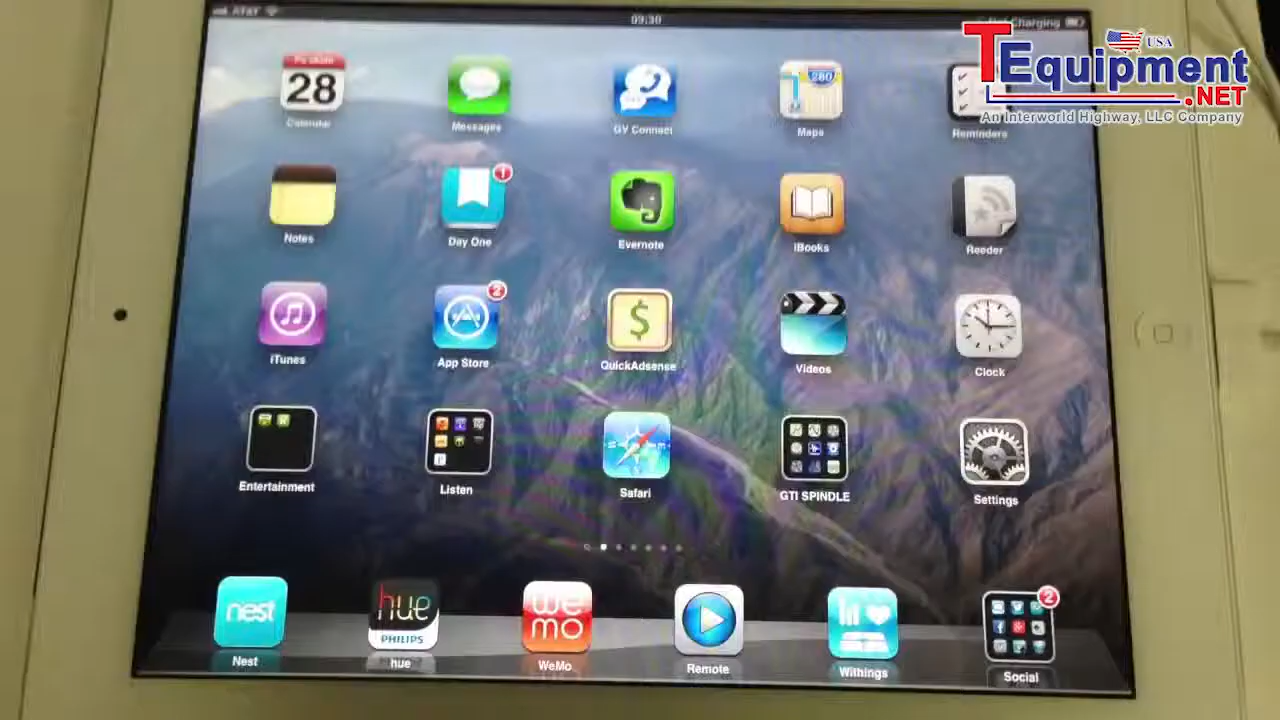 AT&T
09:30
Not Charging
TEquipment
USA
.NET
An Interworld Highway, LLC Company
28
Calendar
Messages
GV Connect
280
Maps
Reminders
Notes
1
Day One
Evernote
iBooks
Reeder
iTunes
2
App Store
$
QuickAdsense
Videos
Clock
Entertainment
Listen
Safari
GTI SPINDLE
Settings
nest
Nest
hue
PHILIPS
hue
we
mo
WeMo
Remote
Withings
2
Social